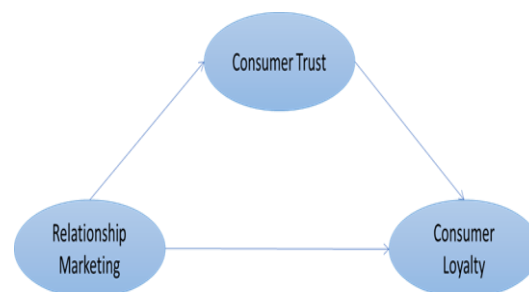 Consumer Trust
Relationship
Marketing
Consumer
Loyalty